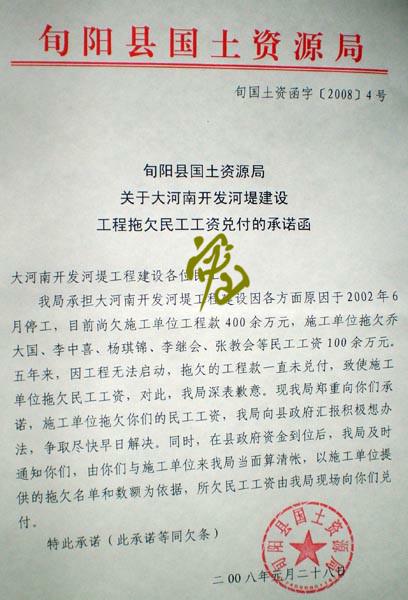 旬阳县国土资源局
旬国土资函字〔2008〕4号
旬阳县国土资源局
关于大河南开发河堤建设
工程拖欠民工工资兑付的承诺函
大河南开发河堤工程建设各位民
我局承担大河南开发河堤工程建设因各方面原因于2002年6
月停工，目前尚欠施工单位工程款400余万元，施工单位拖欠乔
大国、李中喜、杨琪锦、李继会、张教会等民工工资100余万元。
五年来，因工程无法启动，拖欠的工程款一直未兑付，致使施工
单位拖欠民工工资，对此，我局深表歉意。现我局郑重向你们承
诺，施工单位拖欠你们的民工工资，我局向县政府汇报积极想办
法，争取尽快早日解决。同时，在县政府资金到位后，我局及时
通知你们，由你们与施工单位来我局当面算清帐，以施工单位提
供的拖欠名单和数额为依据，所欠民工工资由我局现场向你们兑
付。
特此承诺（此承诺等同欠条）
旬阳县国土资源局
二00八年元月二十八日